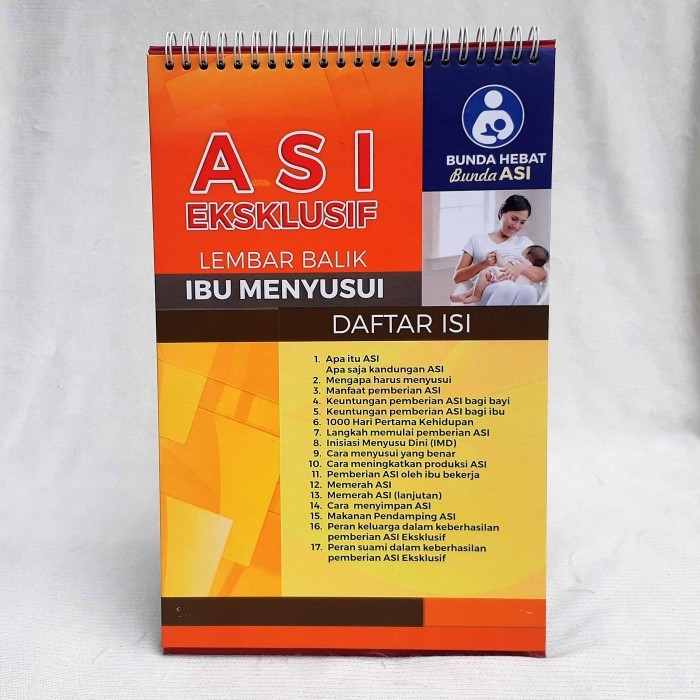 ASI
EKSKLUSIF
LEMBAR BALIK
IBU MENYUSUI
BUNDA HEBAT
Bunda ASI
DAFTAR ISI
1. Apa itu ASI
Apa saja kandungan ASI
2. Mengapa harus menyusui
3. Manfaat pemberian ASI
4. Keuntungan pemberian ASI bagi bayi
5. Keuntungan pemberian ASI bagi ibu
6. 1000 Hari Pertama Kehidupan
7. Langkah memulai pemberian ASI
8. Inisiasi Menyusu Dini (IMD)
9. Cara menyusui yang benar
10. Cara meningkatkan produksi ASI
11. Pemberian ASI oleh ibu bekerja
12. Memerah ASI
13. Memerah ASI (lanjutan)
14. Cara menyimpan ASI
15. Makanan Pendamping ASI
16. Peran keluarga dalam keberhasilan
pemberian ASI Eksklusif
17. Peran suami dalam keberhasilan
pemberian ASI Eksklusif